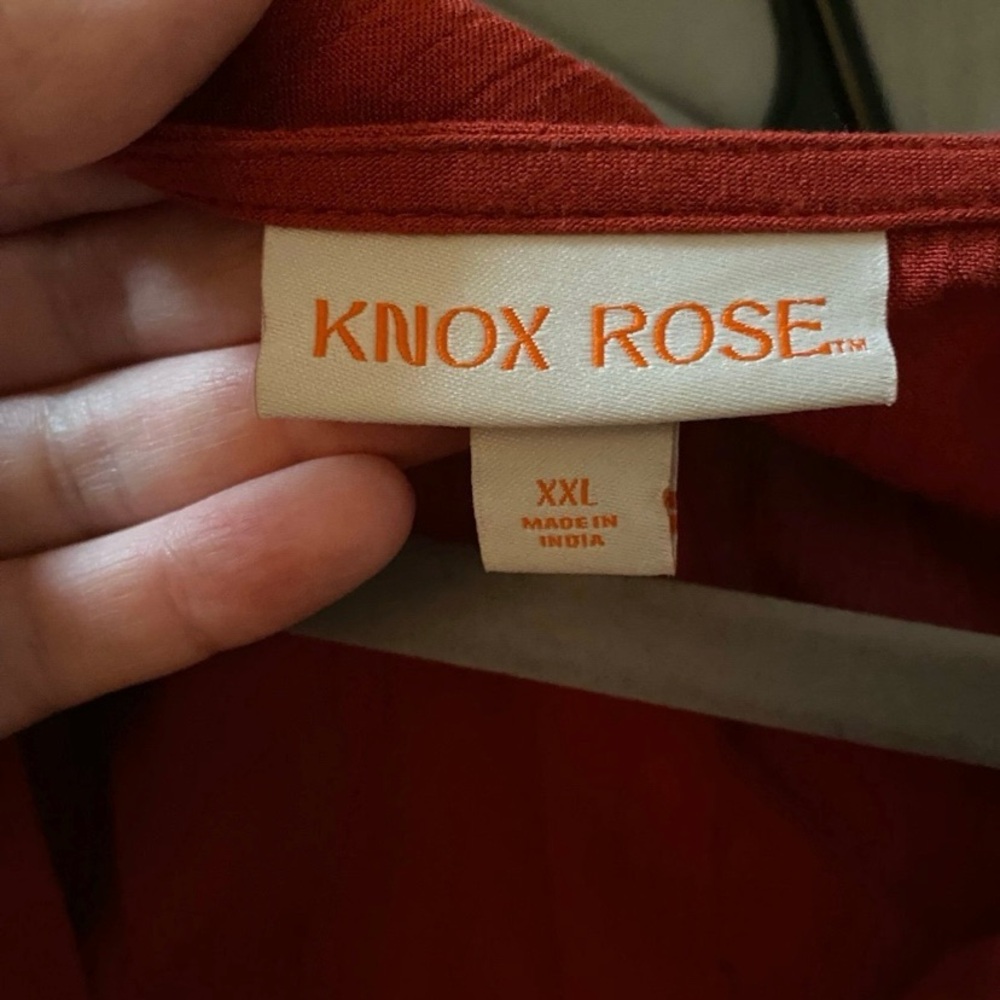 KNOX ROSE™
XXL
MADE IN
INDIA